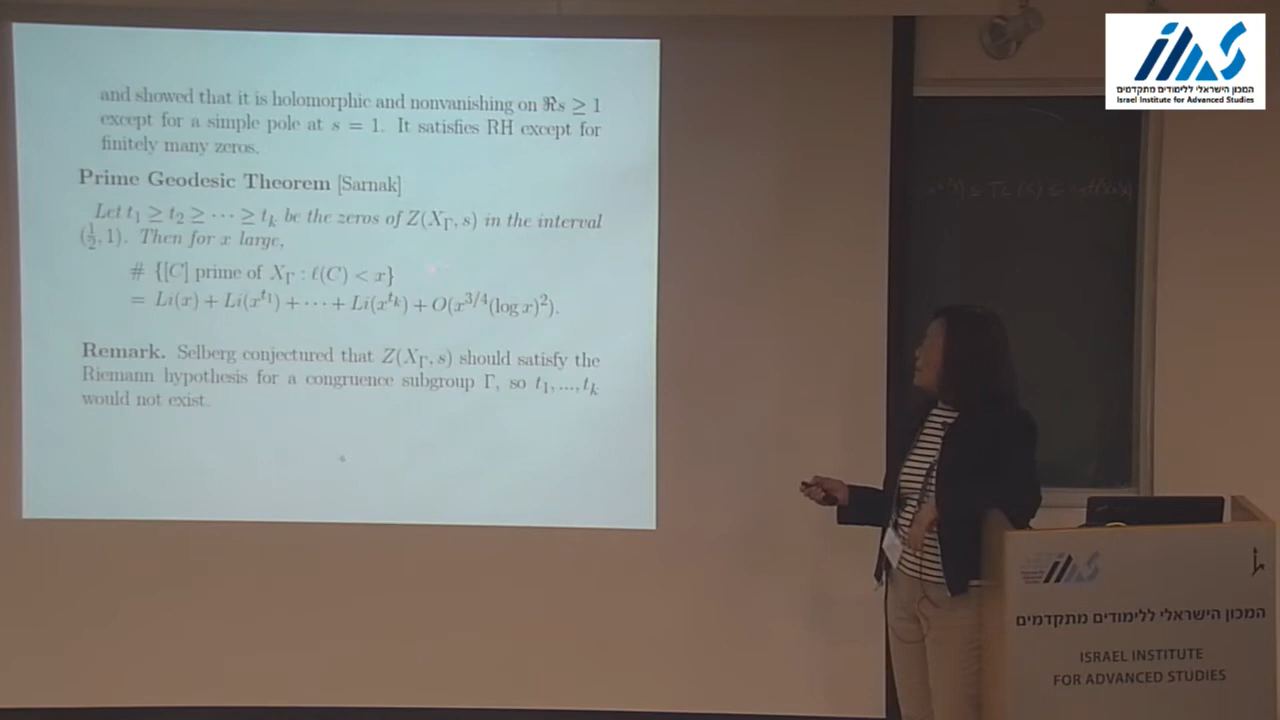 and showed that it is holomorphic and nonvanishing on ℜs ≥ 1
except for a simple pole at s = 1. It satisfies RH except for
finitely many zeros.
Prime Geodesic Theorem [Sarnak]
Let t₁ ≥ t₂ ≥ ··· ≥ tₖ be the zeros of Z(X_Γ, s) in the interval
(½, 1). Then for x large,
# {[C] prime of X_Γ : ℓ(C) < x}
= Li(x) + Li(x^{t₁}) + ··· + Li(x^{tₖ}) + O(x^{3/4}(log x)²).
Remark. Selberg conjectured that Z(X_Γ, s) should satisfy the
Riemann hypothesis for a congruence subgroup Γ, so t₁, ..., tₖ
would not exist.
המכון הישראלי ללימודים מתקדמים
Israel Institute for Advanced Studies
המכון הישראלי ללימודים מתקדמים
ISRAEL INSTITUTE
FOR ADVANCED STUDIES